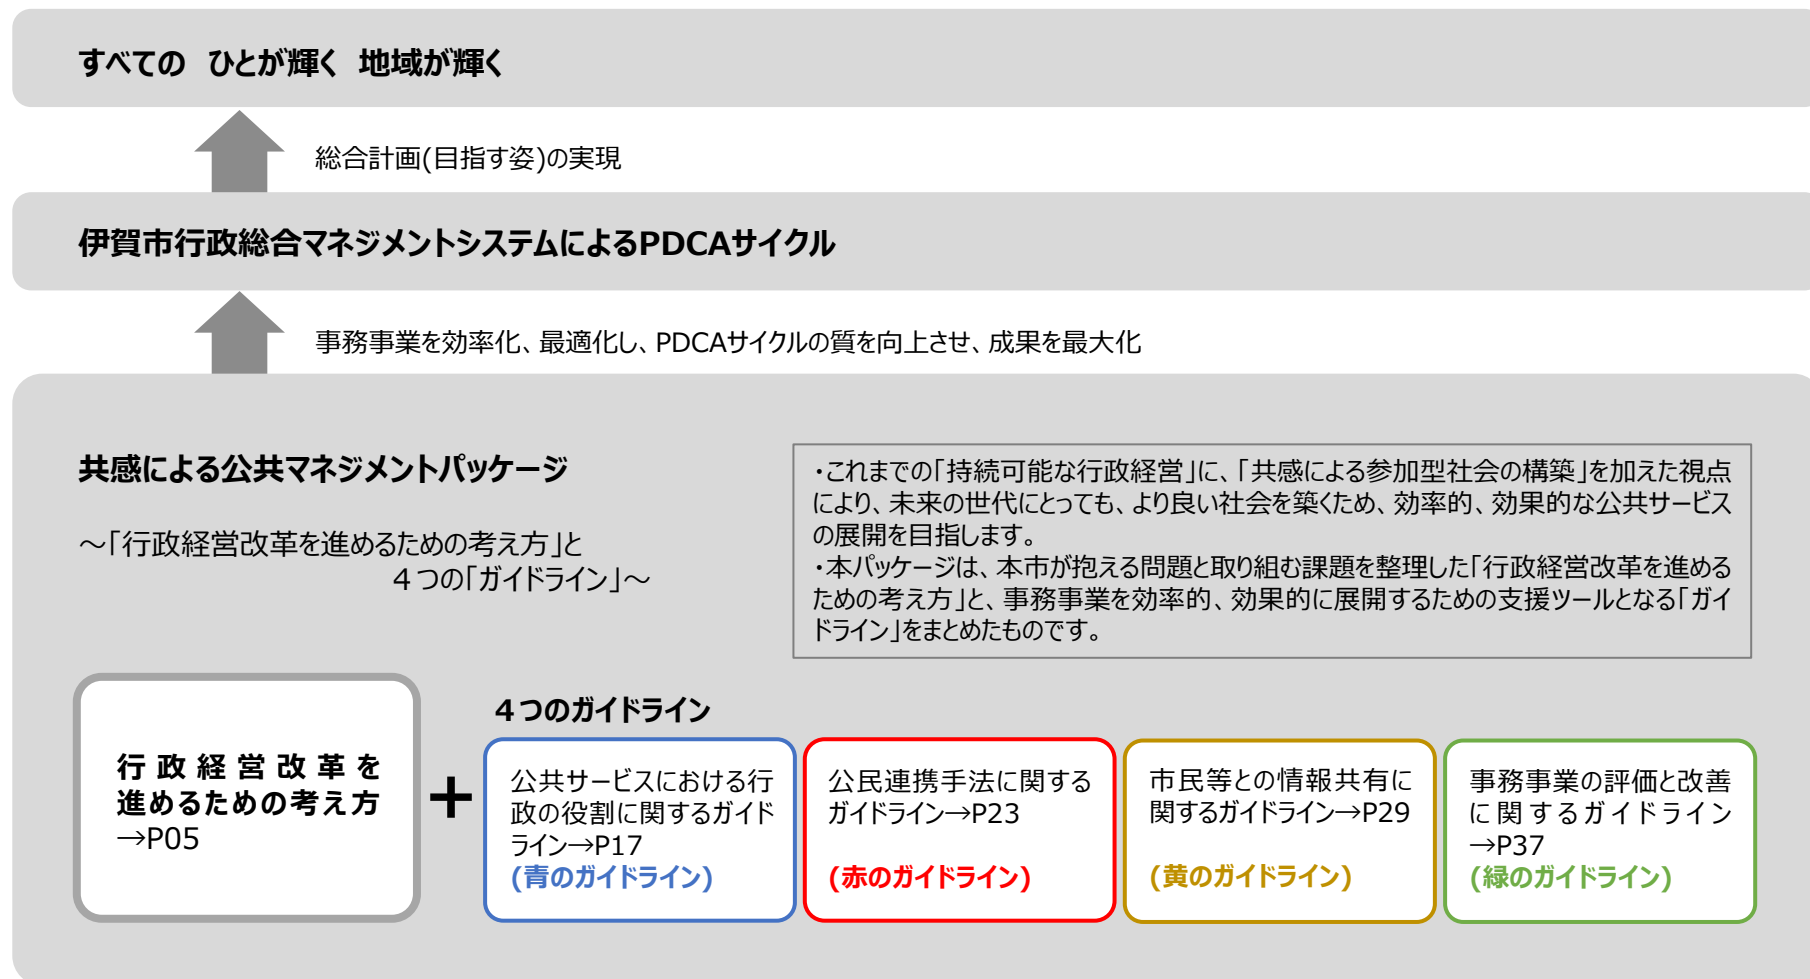 すべての ひとが輝く 地域が輝く
総合計画(目指す姿)の実現
伊賀市行政総合マネジメントシステムによるPDCAサイクル
事務事業を効率化、最適化し、PDCAサイクルの質を向上させ、成果を最大化
共感による公共マネジメントパッケージ
～「行政経営改革を進めるための考え方」と
４つの「ガイドライン」～
・これまでの「持続可能な行政経営」に、「共感による参加型社会の構築」を加えた視点
により、未来の世代にとっても、より良い社会を築くため、効率的、効果的な公共サービス
の展開を目指します。
・本パッケージは、本市が抱える問題と取り組む課題を整理した「行政経営改革を進める
ための考え方」と、事務事業を効率的、効果的に展開するための支援ツールとなる「ガイ
ドライン」をまとめたものです。
行政経営改革を
進めるための考え方
→P05
＋
４つのガイドライン
公共サービスにおける行
政の役割に関するガイド
ライン→P17
(青のガイドライン)
公民連携手法に関する
ガイドライン→P23
(赤のガイドライン)
市民等との情報共有に
関するガイドライン→P29
(黄のガイドライン)
事務事業の評価と改善
に関するガイドライン
→P37
(緑のガイドライン)